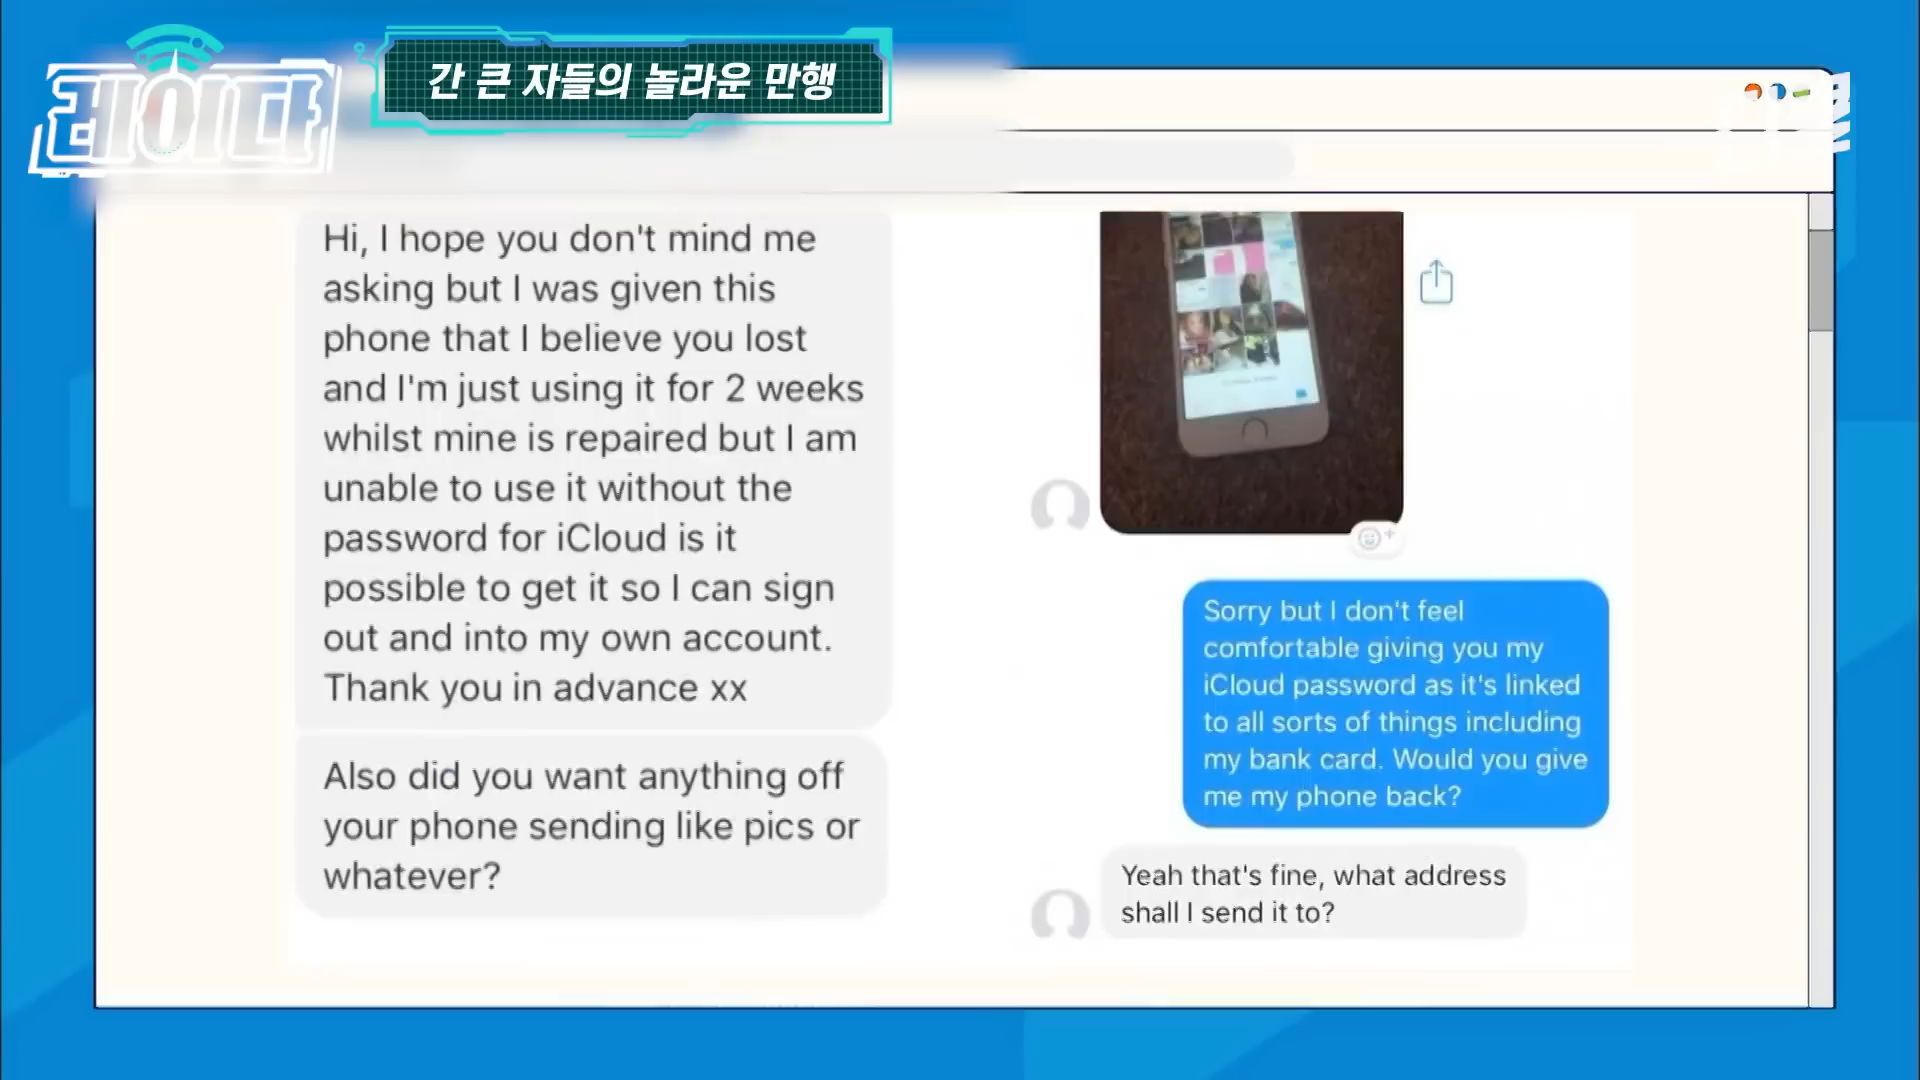 레이다
간 큰 자들의 놀라운 만행
Hi, I hope you don't mind me
asking but I was given this
phone that I believe you lost
and I'm just using it for 2 weeks
whilst mine is repaired but I am
unable to use it without the
password for iCloud is it
possible to get it so I can sign
out and into my own account.
Thank you in advance xx
Also did you want anything off
your phone sending like pics or
whatever?
Sorry but I don't feel
comfortable giving you my
iCloud password as it's linked
to all sorts of things including
my bank card. Would you give
me my phone back?
Yeah that's fine, what address
shall I send it to?